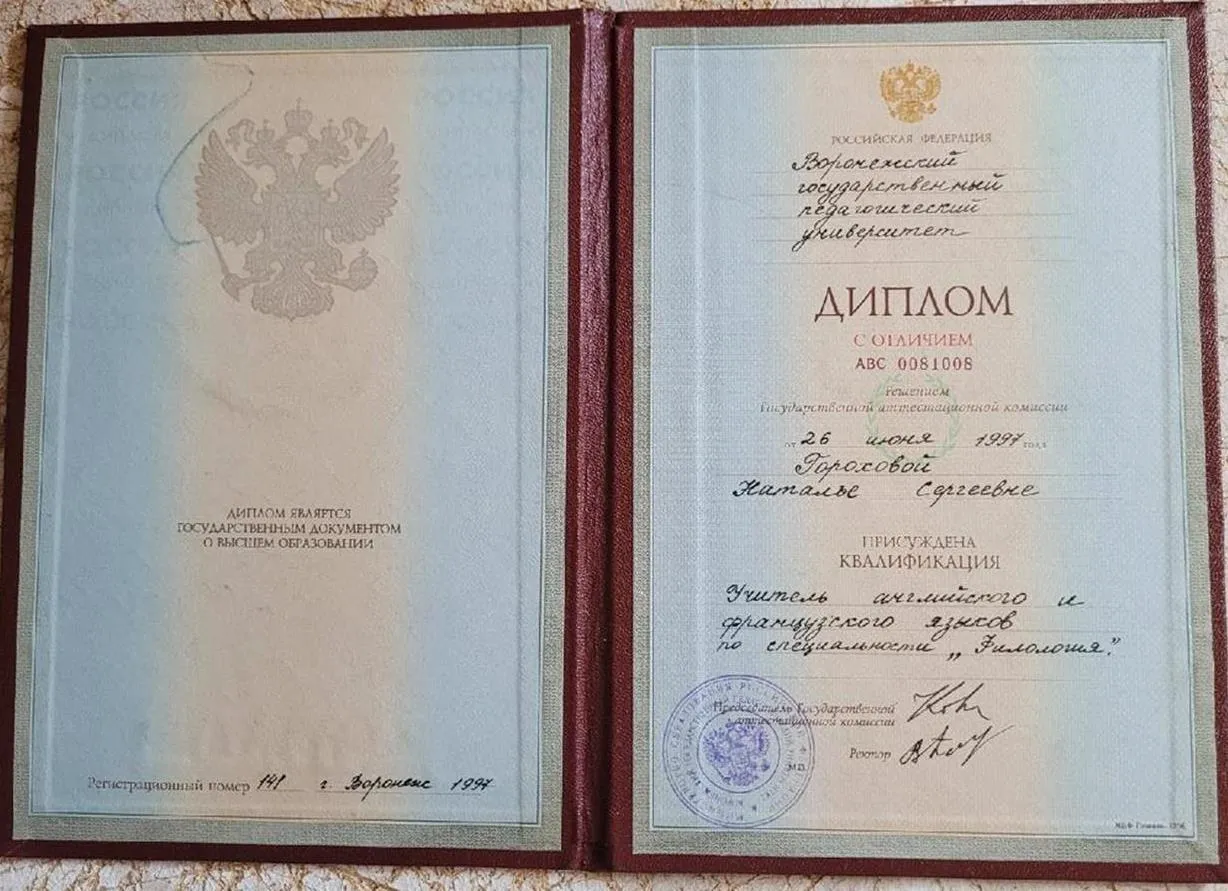 ДИПЛОМ ЯВЛЯЕТСЯ
ГОСУДАРСТВЕННЫМ ДОКУМЕНТОМ
О ВЫСШЕМ ОБРАЗОВАНИИ
Регистрационный номер 141 г. Воронеж 1997
РОССИЙСКАЯ ФЕДЕРАЦИЯ
Воронежский
государственный
педагогический
университет
ДИПЛОМ
С ОТЛИЧИЕМ
АВС 0081008
Решением
Государственной аттестационной комиссии
от 26 июня 1997 года
Гороховой
Наталье Сергеевне
ПРИСУЖДЕНА
КВАЛИФИКАЦИЯ
Учитель английского и
французского языков
по специальности „Филология."
Председатель Государственной
аттестационной комиссии
Ректор
М.П.